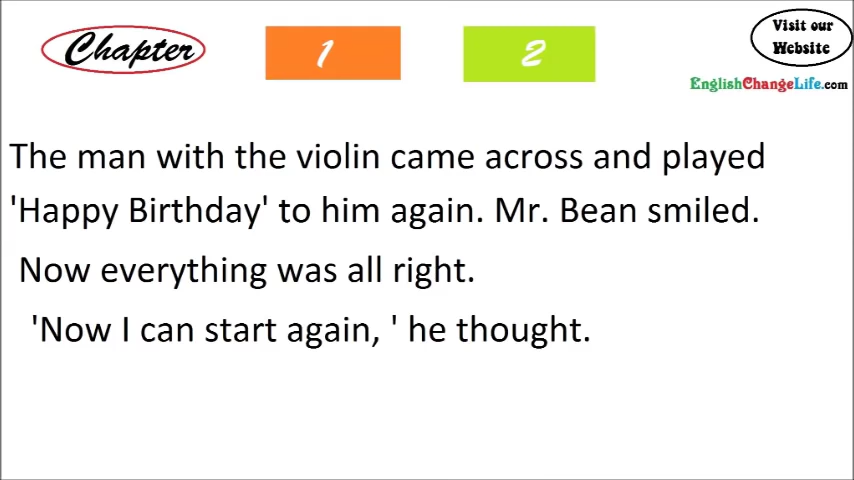 Chapter 1 2
Visit our
Website
EnglishChangeLife.com
The man with the violin came across and played
'Happy Birthday' to him again. Mr. Bean smiled.
Now everything was all right.
'Now I can start again, ' he thought.